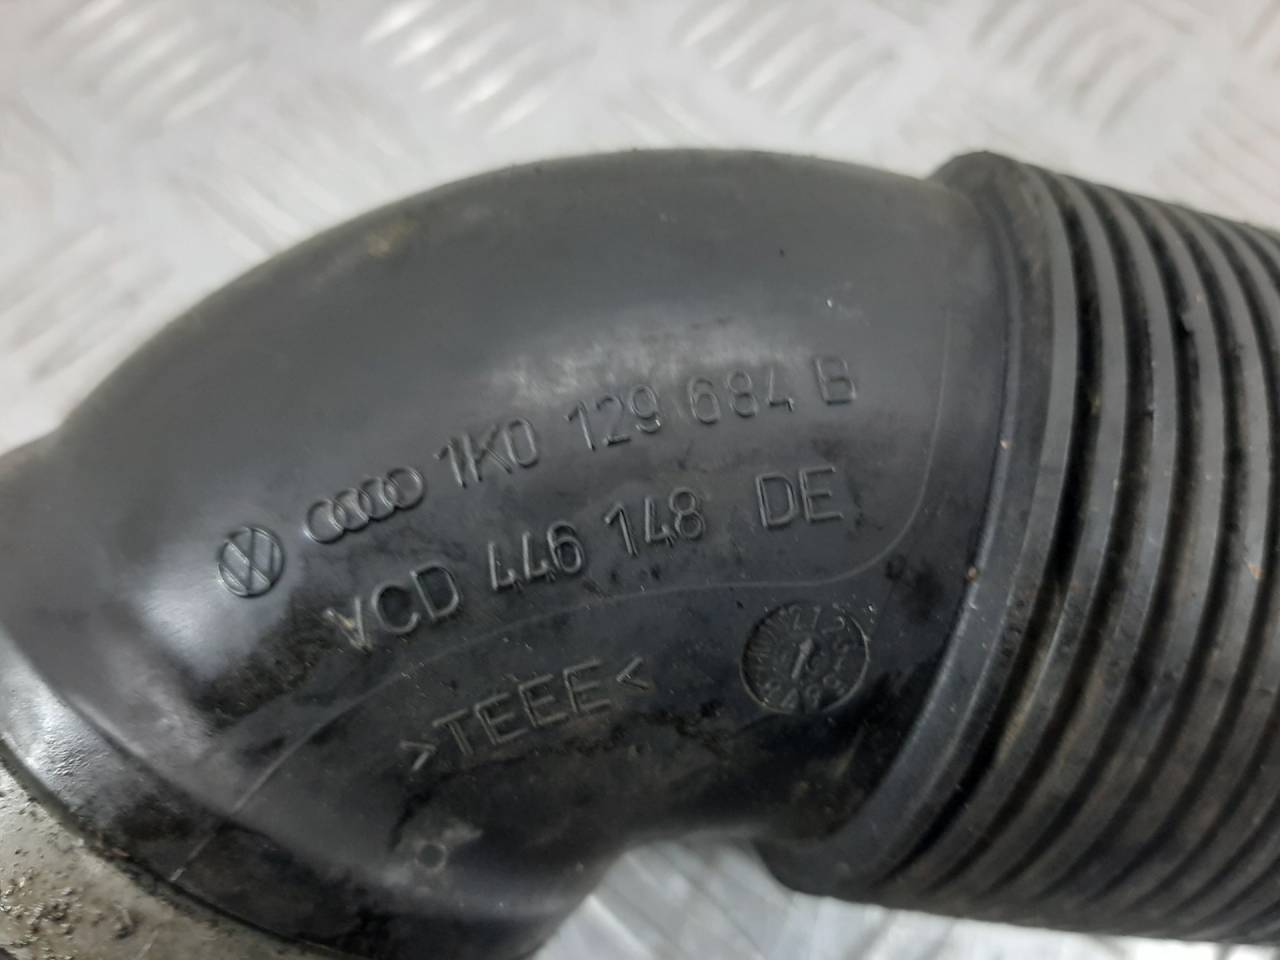 1K0 129 684 B
VCD 446 148 DE
>TEEE<